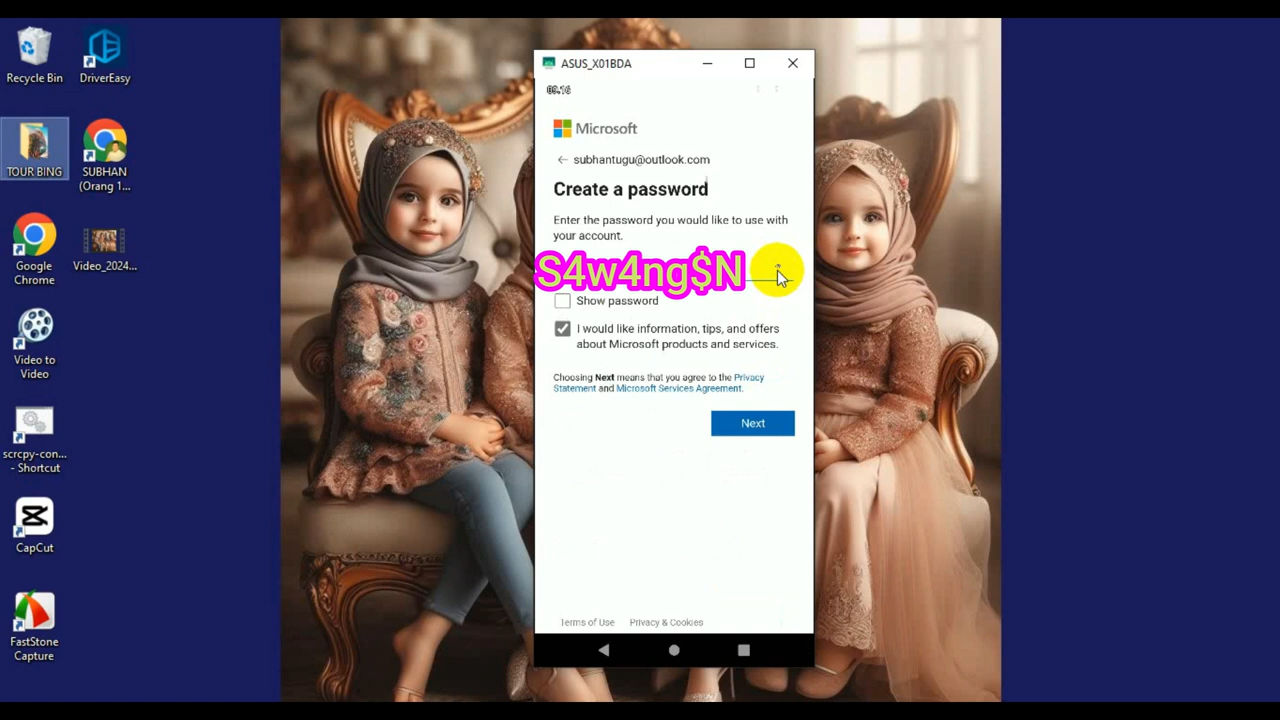 Recycle Bin
DriverEasy
TOUR BING
SUBHAN
(Orang 1...
Google
Chrome
Video_2024...
Video to
Video
scrcpy-con...
- Shortcut
CapCut
FastStone
Capture
ASUS_X01BDA
09.16
Microsoft
← subhantugu@outlook.com
Create a password
Enter the password you would like to use with
your account.
S4w4ng$N
Show password
I would like information, tips, and offers
about Microsoft products and services.
Choosing Next means that you agree to the Privacy
Statement and Microsoft Services Agreement.
Next
Terms of Use Privacy & Cookies